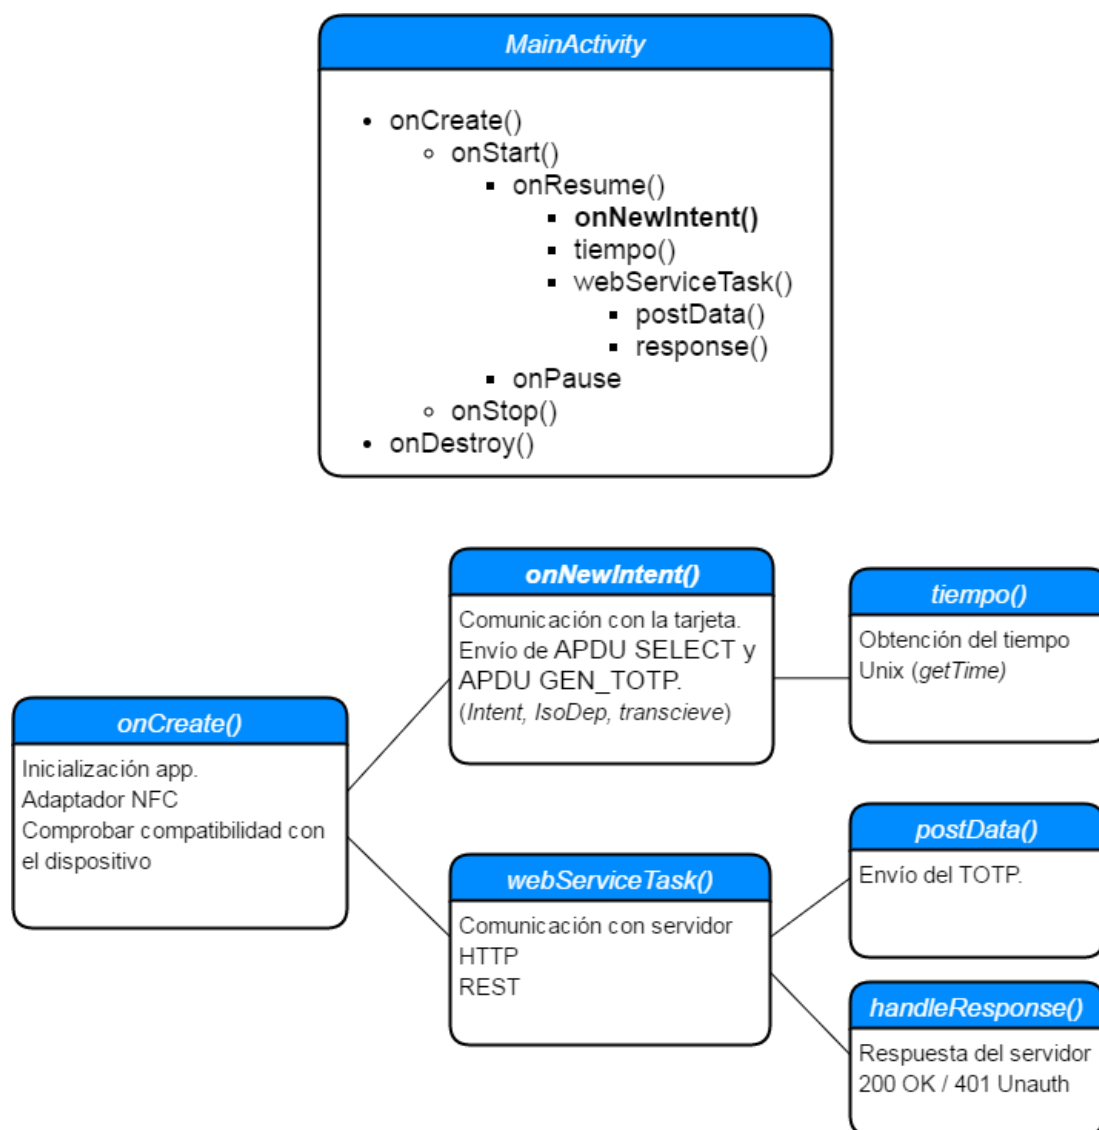 MainActivity
• onCreate()
◦ onStart()
▪ onResume()
▪ onNewIntent()
▪ tiempo()
▪ webServiceTask()
▪ postData()
▪ response()
▪ onPause
◦ onStop()
• onDestroy()
onCreate()
Inicialización app.
Adaptador NFC
Comprobar compatibilidad con
el dispositivo
onNewIntent()
Comunicación con la tarjeta.
Envío de APDU SELECT y
APDU GEN_TOTP.
(Intent, IsoDep, transcieve)
tiempo()
Obtención del tiempo
Unix (getTime)
webServiceTask()
Comunicación con servidor
HTTP
REST
postData()
Envío del TOTP.
handleResponse()
Respuesta del servidor
200 OK / 401 Unauth